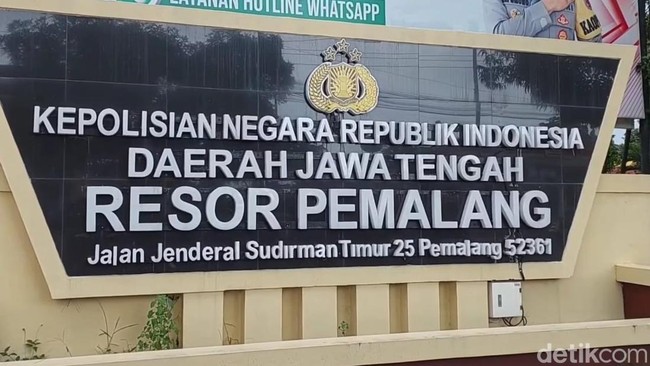 LAYANAN HOTLINE WHATSAPP
KEPOLISIAN NEGARA REPUBLIK INDONESIA
DAERAH JAWA TENGAH
RESOR PEMALANG
Jalan Jenderal Sudirman Timur 25 Pemalang 52361
detikcom